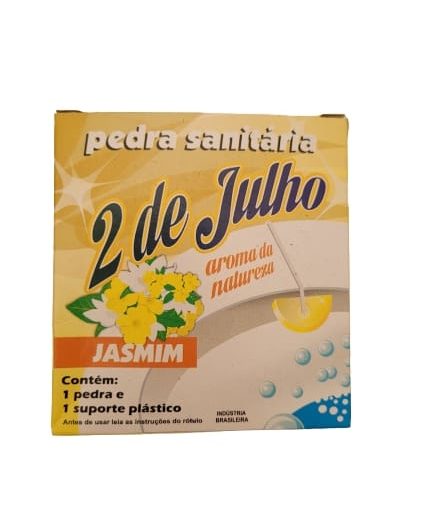 pedra sanitária
2 de Julho
aroma da
natureza
JASMIM
Contém:
1 pedra e
1 suporte plástico
Antes de usar leia as instruções do rótulo
INDÚSTRIA
BRASILEIRA